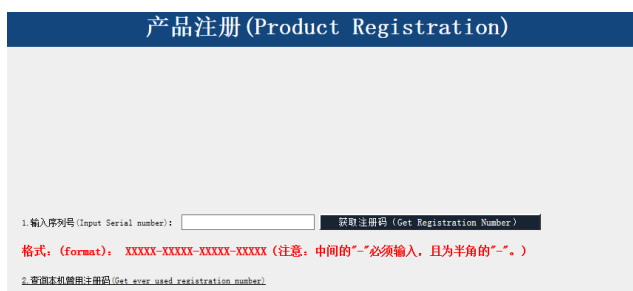 产品注册(Product Registration)
1.输入序列号(Input Serial number): 获取注册码（Get Registration Number）
格式: (format): XXXXX-XXXXX-XXXXX-XXXXX (注意: 中间的"-"必须输入, 且为半角的"-"。)
2.查询本机曾用注册码(Get ever used registration number)